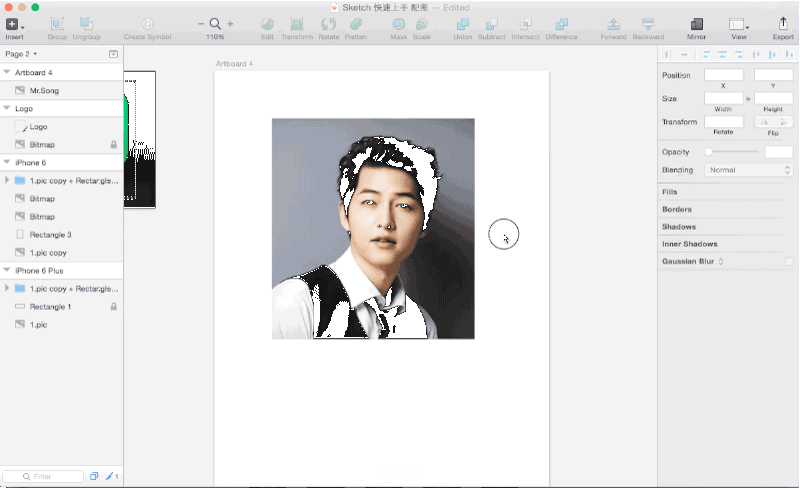 Sketch 快速上手 配图 — Edited
Insert
Group
Ungroup
Create Symbol
110%
Edit
Transform
Rotate
Flatten
Mask
Scale
Union
Subtract
Intersect
Difference
Forward
Backward
Mirror
View
Export
Page 2
Artboard 4
Mr.Song
Logo
Logo
Bitmap
iPhone 6
1.pic copy + Rectangle...
Bitmap
Bitmap
Rectangle 3
1.pic copy
iPhone 6 Plus
1.pic copy + Rectangle...
Rectangle 1
1.pic
Filter
1
Artboard 4
Position
X
Y
Size
Width
Height
Transform
Rotate
Flip
Opacity
Blending
Normal
Fills
Borders
Shadows
Inner Shadows
Gaussian Blur